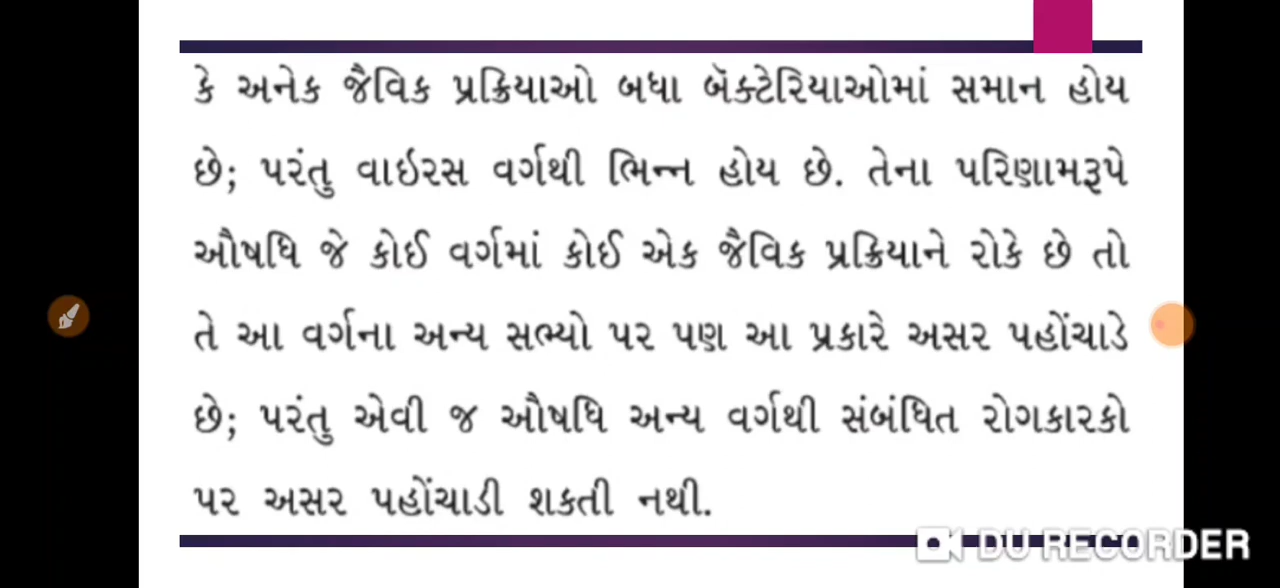 કે અનેક જૈવિક પ્રક્રિયાઓ બધા બૅક્ટેરિયાઓમાં સમાન હોય
છે; પરંતુ વાઇરસ વર્ગથી ભિન્ન હોય છે. તેના પરિણામરૂપે
ઔષધિ જે કોઈ વર્ગમાં કોઈ એક જૈવિક પ્રક્રિયાને રોકે છે તો
તે આ વર્ગના અન્ય સભ્યો પર પણ આ પ્રકારે અસર પહોંચાડે
છે; પરંતુ એવી જ ઔષધિ અન્ય વર્ગથી સંબંધિત રોગકારકો
પર અસર પહોંચાડી શકતી નથી.
DU RECORDER